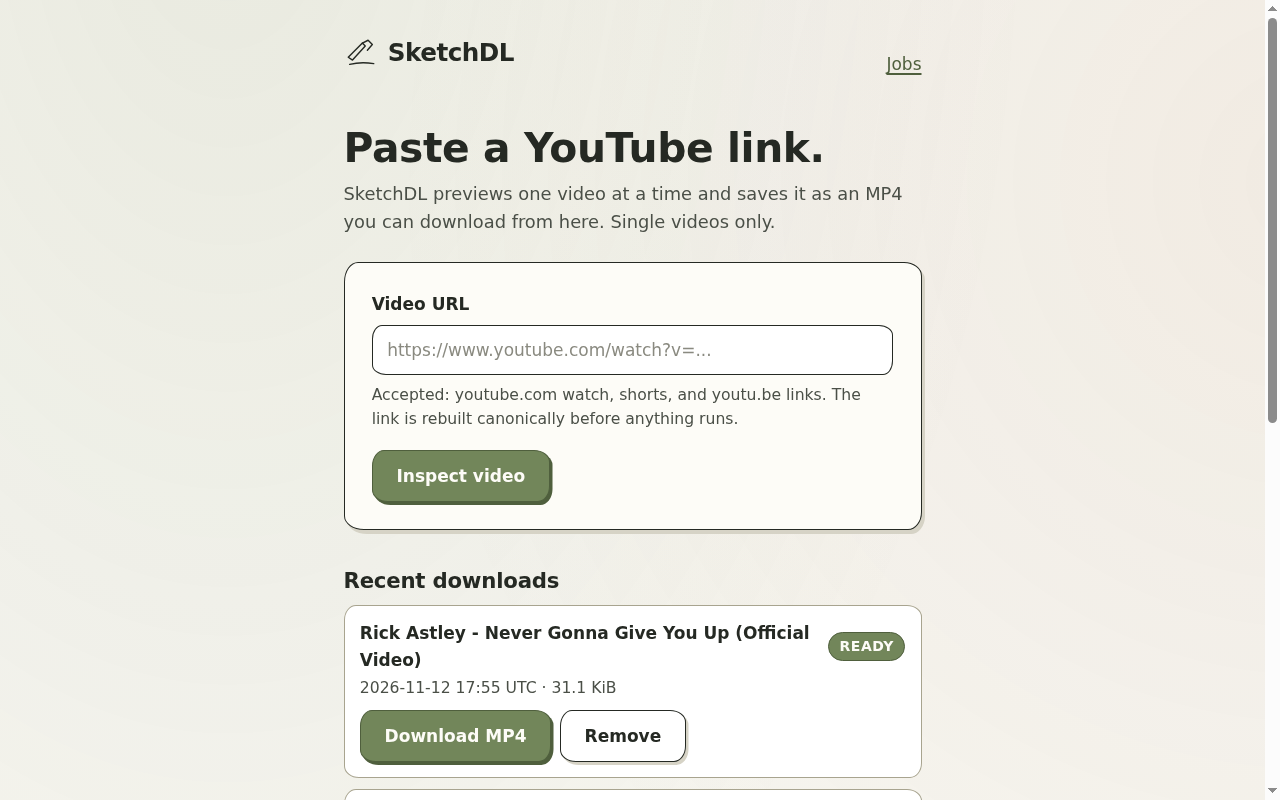 SketchDL
Jobs
Paste a YouTube link.
SketchDL previews one video at a time and saves it as an MP4
you can download from here. Single videos only.
Video URL
https://www.youtube.com/watch?v=...
Accepted: youtube.com watch, shorts, and youtu.be links. The
link is rebuilt canonically before anything runs.
Inspect video
Recent downloads
Rick Astley - Never Gonna Give You Up (Official
Video)
READY
2026-11-12 17:55 UTC · 31.1 KiB
Download MP4
Remove